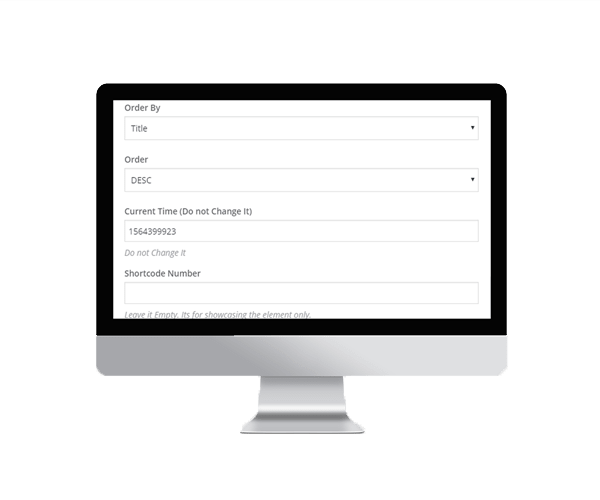 Order By
Title
Order
DESC
Current Time (Do not Change It)
1564399923
Do not Change It
Shortcode Number
Leave it Empty. Its for showcasing the element only.